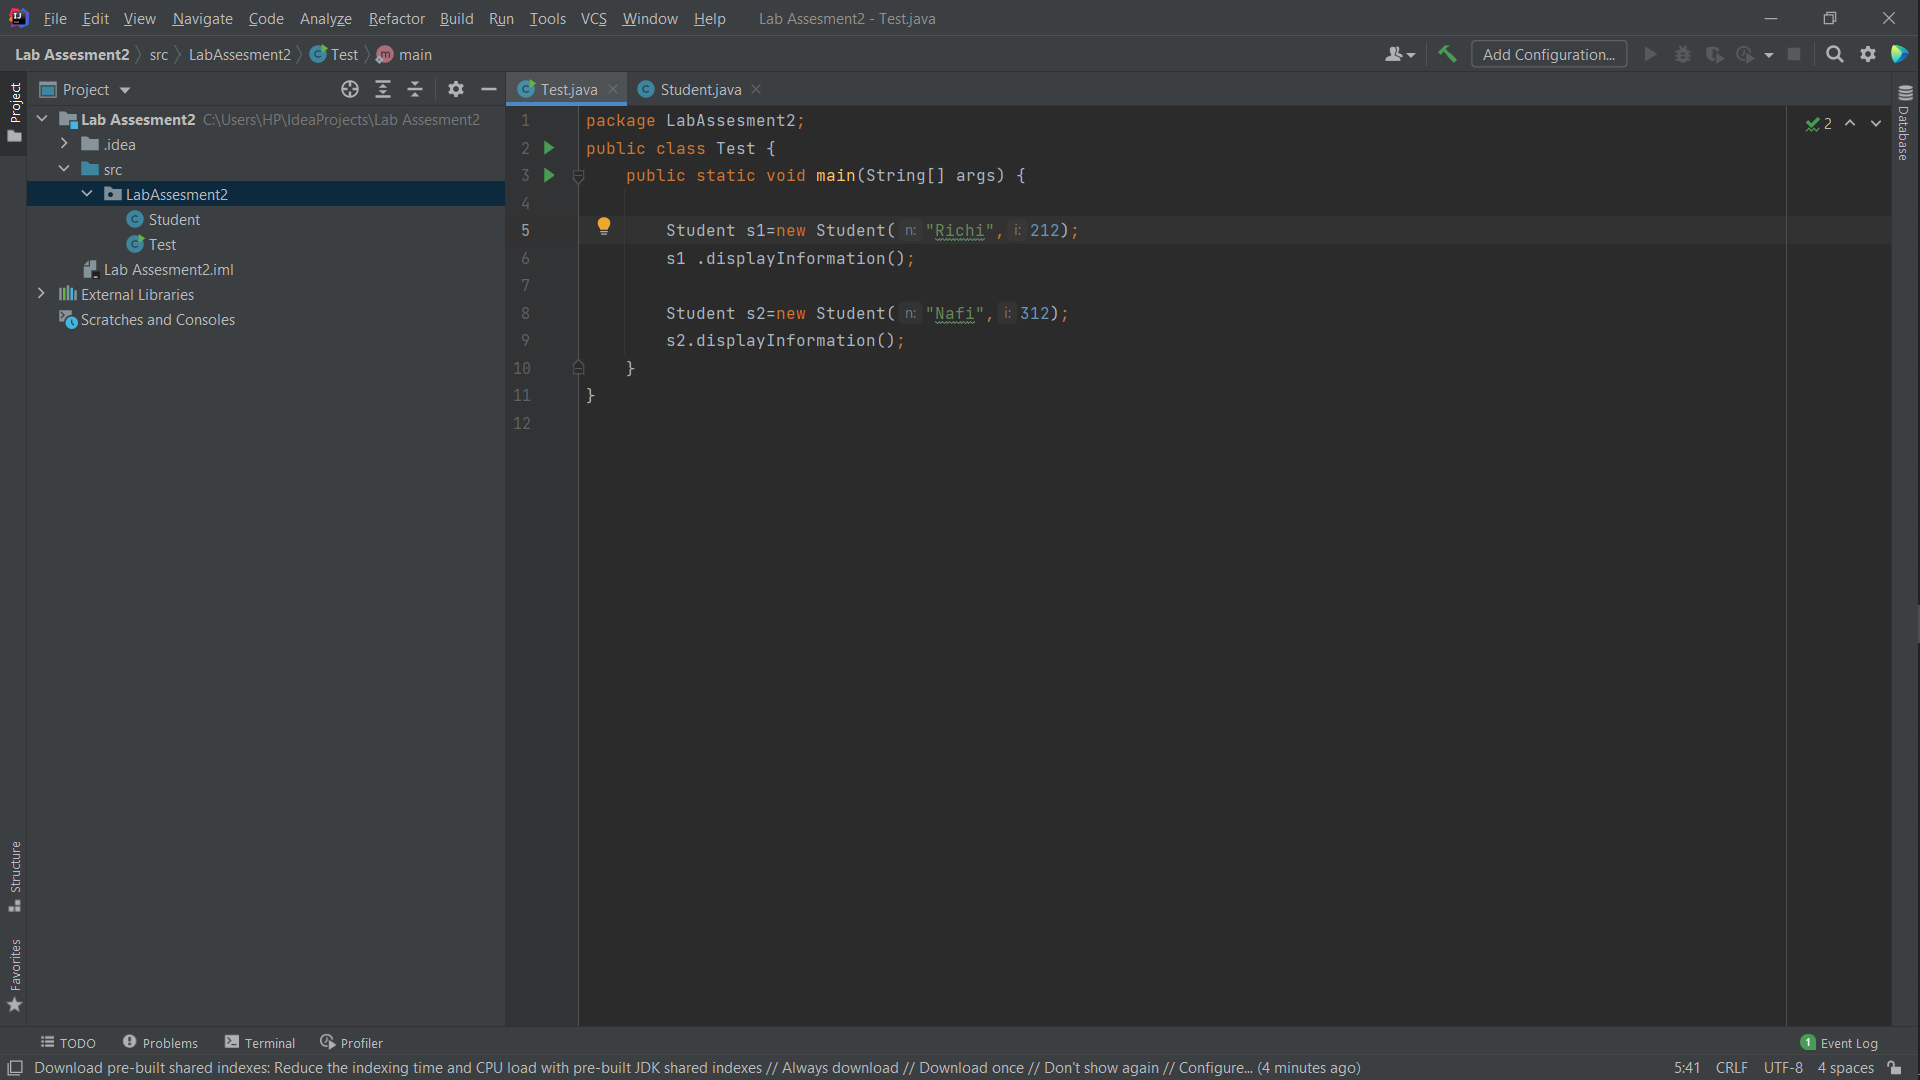 File Edit View Navigate Code Analyze Refactor Build Run Tools VCS Window Help Lab Assesment2 - Test.java
Lab Assesment2 src LabAssesment2 Test main Add Configuration...
Project
Project
Lab Assesment2 C:\Users\HP\IdeaProjects\Lab Assesment2
.idea
src
LabAssesment2
Student
Test
Lab Assesment2.iml
External Libraries
Scratches and Consoles
Structure
Favorites
Test.java Student.java
1 package LabAssesment2;
2 public class Test {
3 public static void main(String[] args) {
4
5 Student s1=new Student( n: "Richi", i: 212);
6 s1 .displayInformation();
7
8 Student s2=new Student( n: "Nafi", i: 312);
9 s2.displayInformation();
10 }
11 }
12
2
Database
TODO Problems Terminal Profiler 1 Event Log
Download pre-built shared indexes: Reduce the indexing time and CPU load with pre-built JDK shared indexes // Always download // Download once // Don't show again // Configure... (4 minutes ago) 5:41 CRLF UTF-8 4 spaces